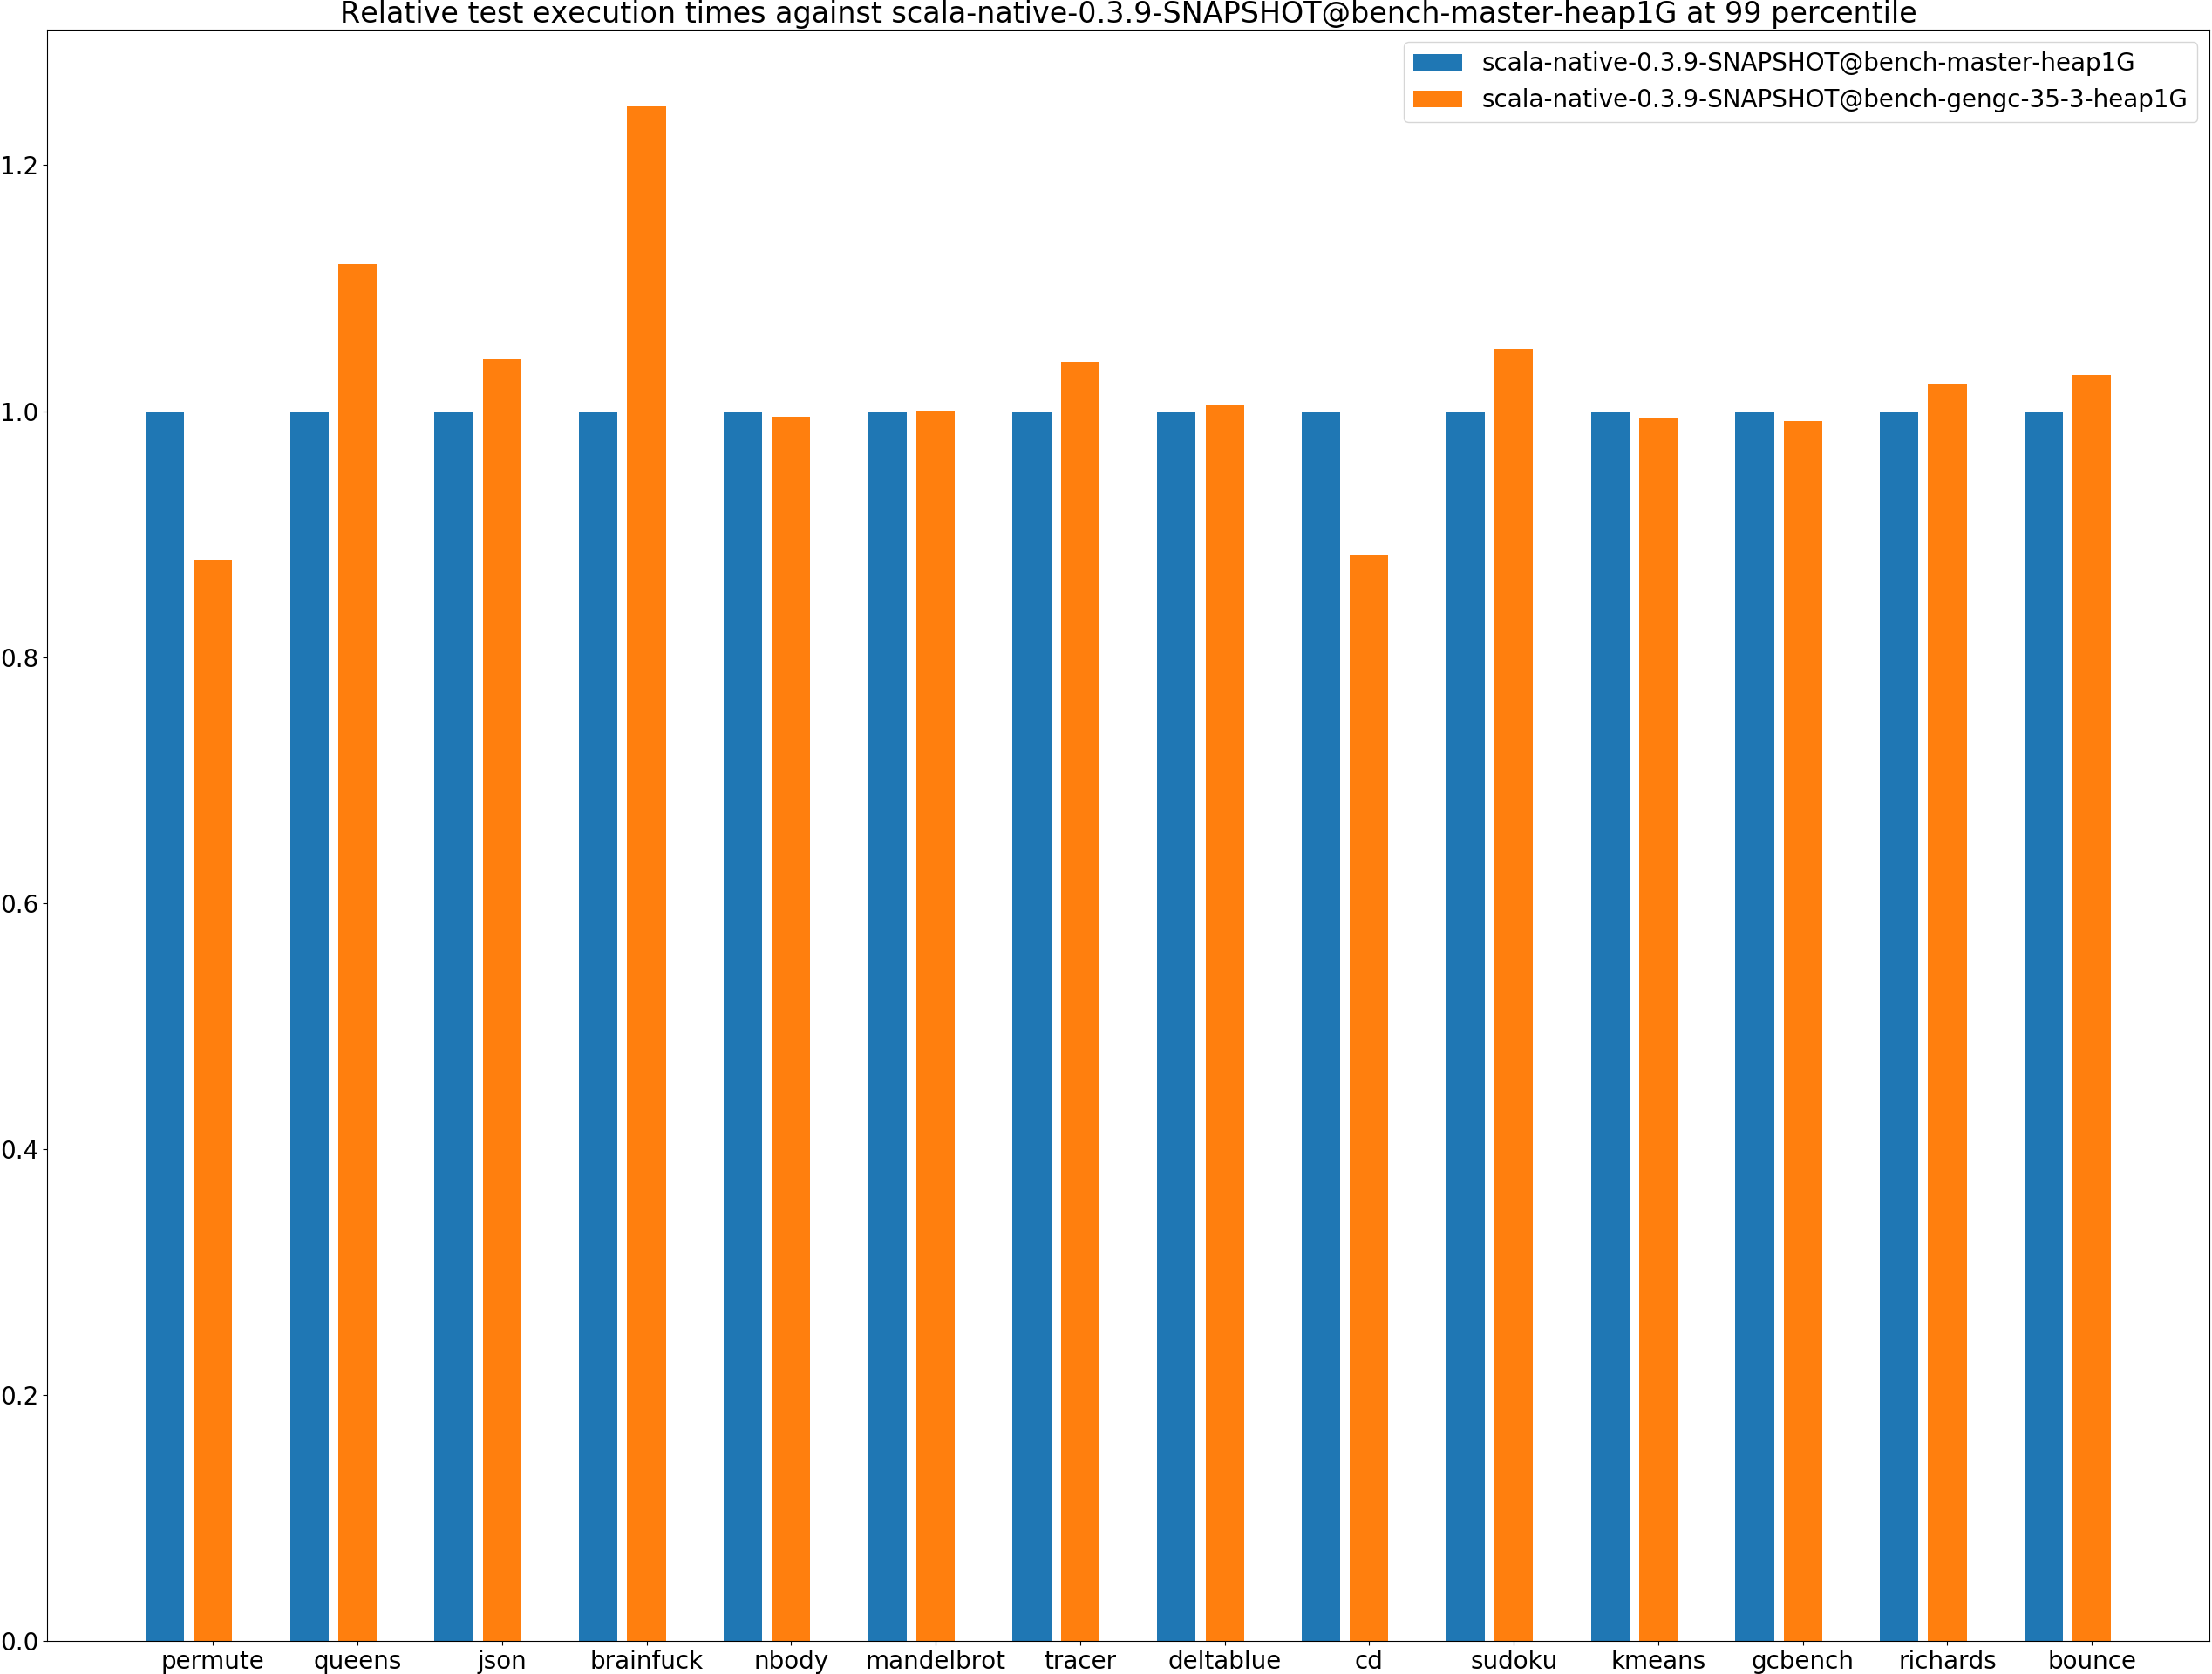 Relative test execution times against scala-native-0.3.9-SNAPSHOT@bench-master-heap1G at 99 percentile
scala-native-0.3.9-SNAPSHOT@bench-master-heap1G
scala-native-0.3.9-SNAPSHOT@bench-gengc-35-3-heap1G
1.2
1.0
0.8
0.6
0.4
0.2
0.0
permute queens json brainfuck nbody mandelbrot tracer deltablue cd sudoku kmeans gcbench richards bounce